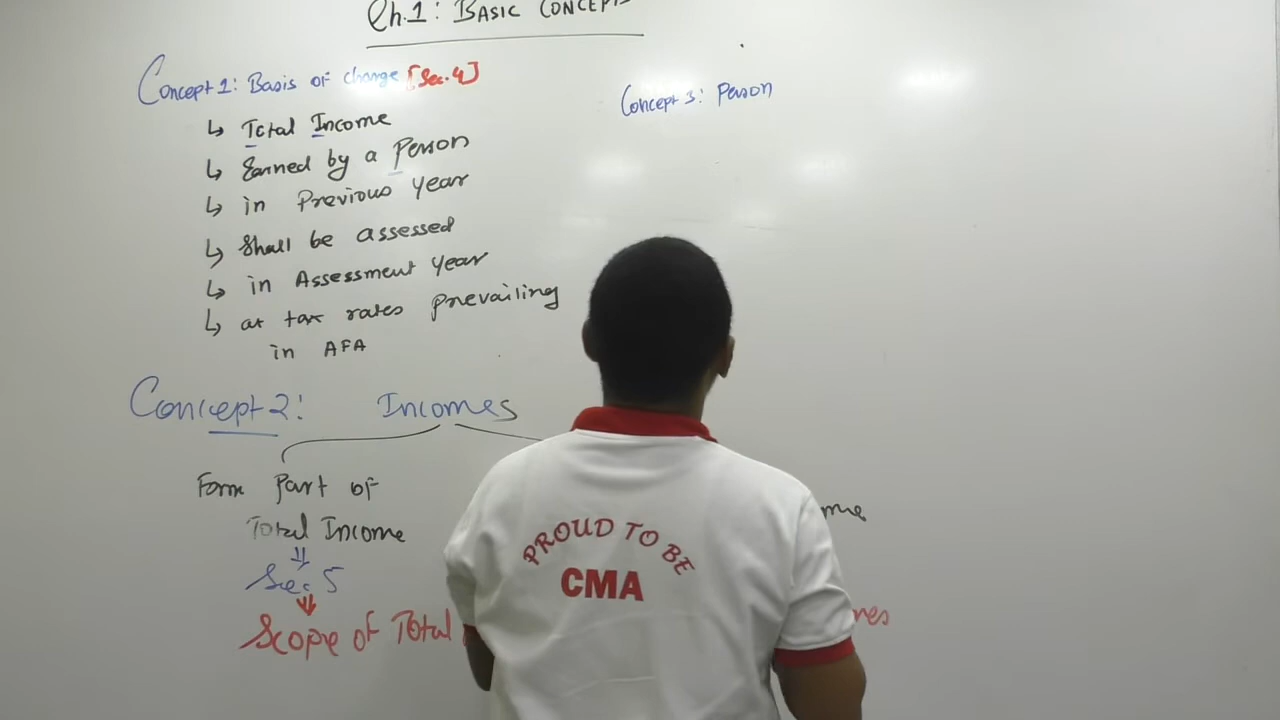 Ch.1: BASIC CONCEPTS
Concept 1: Basis of charge [Sec.4]
↳ Total Income
↳ Earned by a Person
↳ in Previous year
↳ Shall be assessed
↳ in Assessment year
↳ at tax rates prevailing
in AFA
Concept 2: Incomes
Form Part of
Total Income
Sec. 5
Scope of Total
Concept 3: Person
PROUD TO BE
CMA